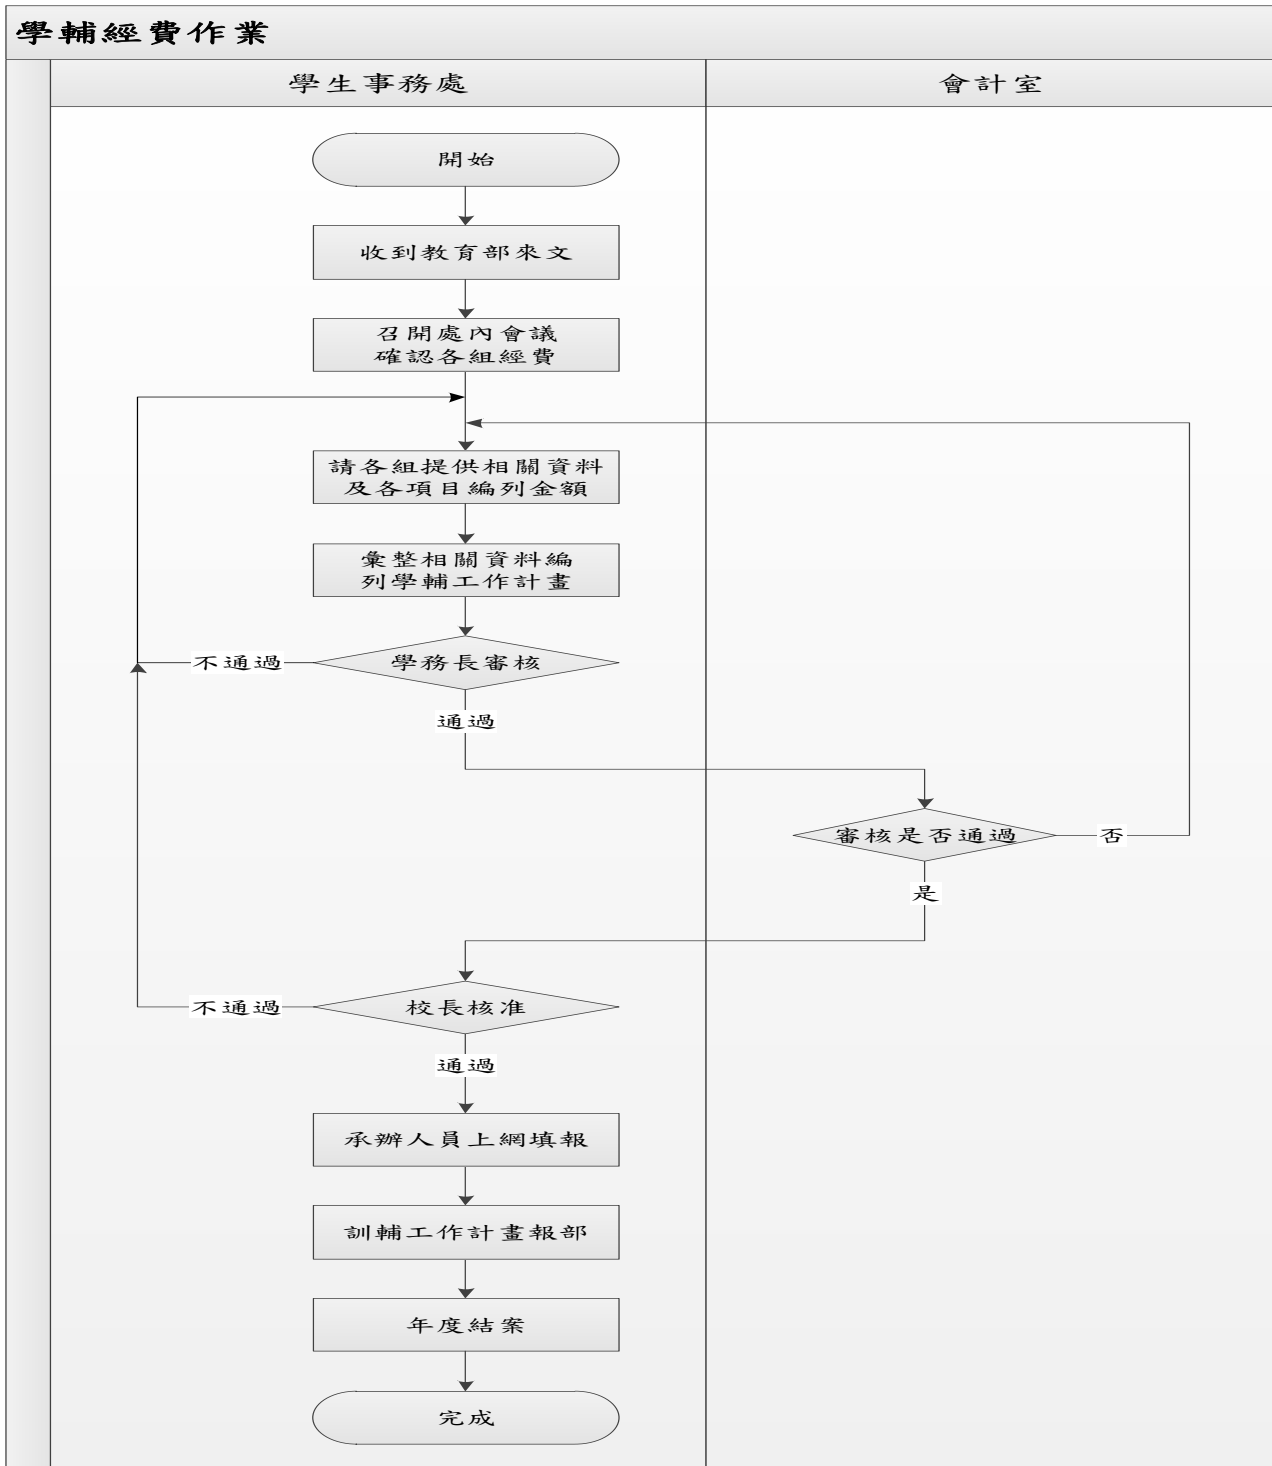 學輔經費作業
學生事務處
會計室
開始
收到教育部來文
召開處內會議
確認各組經費
請各組提供相關資料
及各項目編列金額
彙整相關資料編
列學輔工作計畫
不通過
學務長審核
通過
審核是否通過
否
是
不通過
校長核准
通過
承辦人員上網填報
訓輔工作計畫報部
年度結案
完成